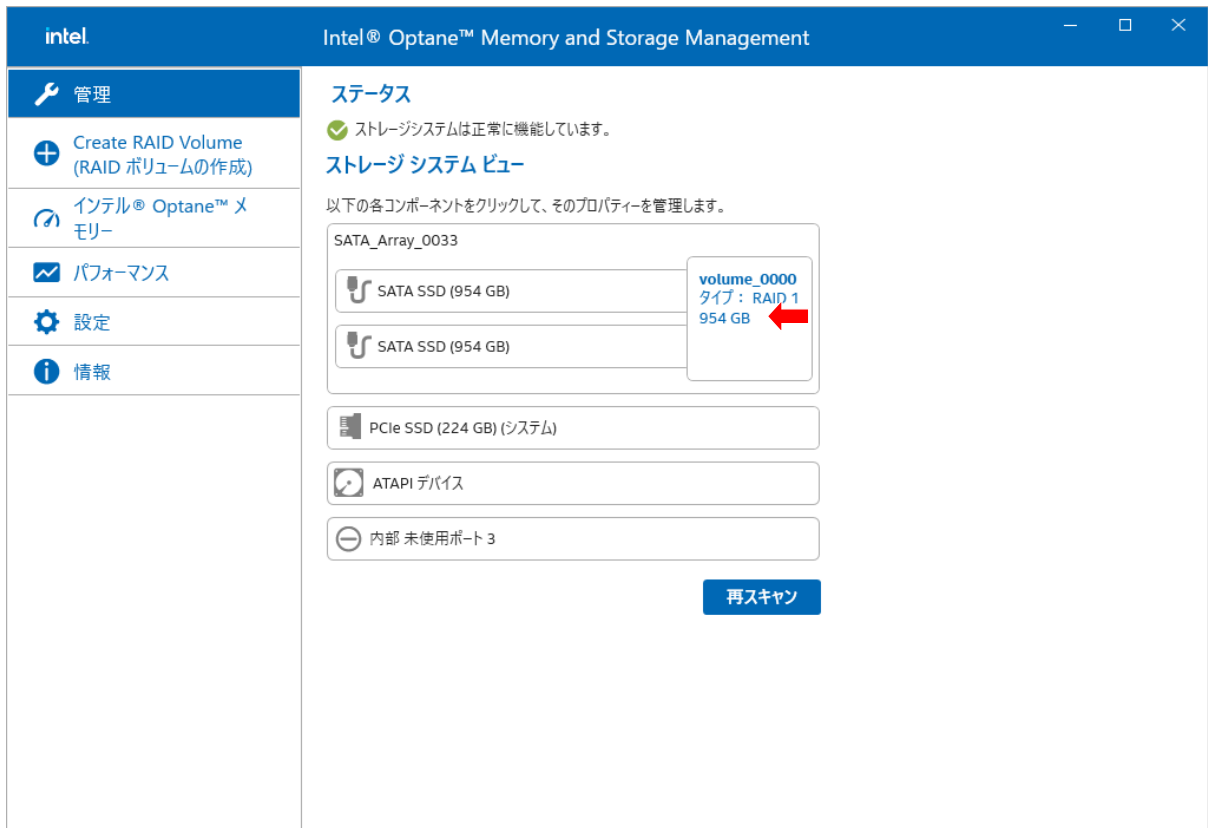 intel.
Intel® Optane™ Memory and Storage Management
管理
Create RAID Volume
(RAID ボリュームの作成)
インテル® Optane™ メ
モリー
パフォーマンス
設定
情報
ステータス
ストレージシステムは正常に機能しています。
ストレージ システム ビュー
以下の各コンポーネントをクリックして、そのプロパティーを管理します。
SATA_Array_0033
SATA SSD (954 GB)
SATA SSD (954 GB)
volume_0000
タイプ： RAID 1
954 GB
PCIe SSD (224 GB) (システム)
ATAPI デバイス
内部 未使用ポート 3
再スキャン